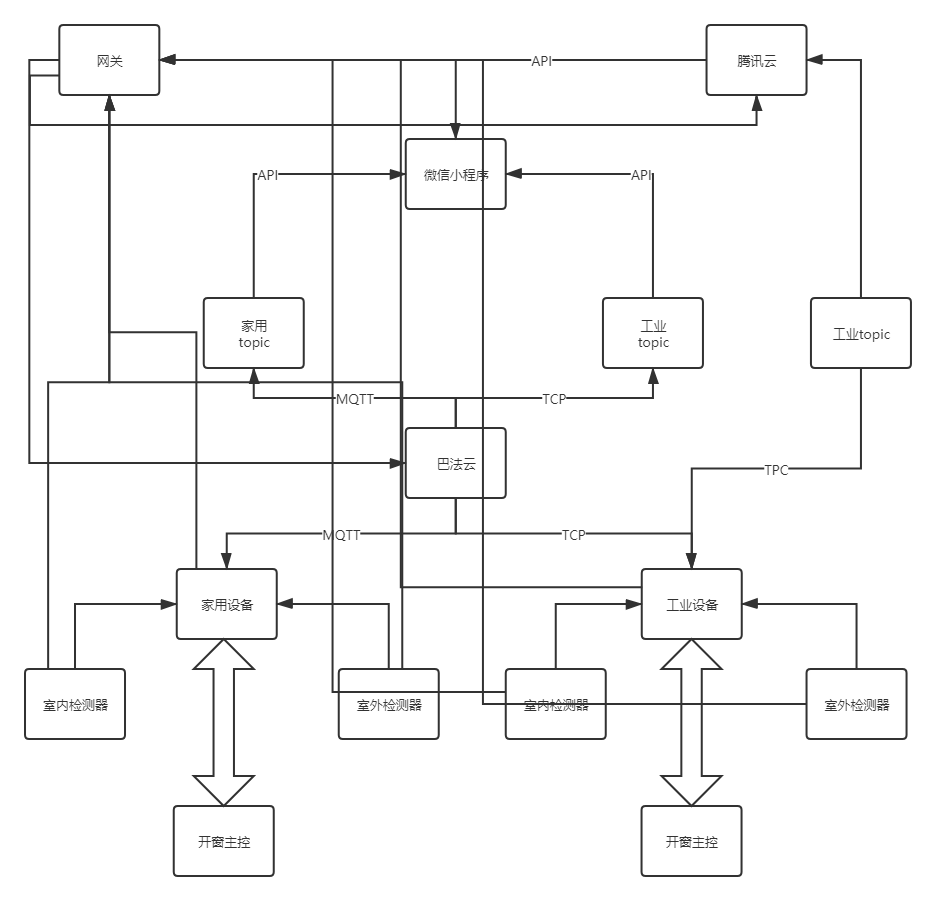 网关
API
腾讯云
API
微信小程序
API
家用
topic
工业
topic
工业topic
MQTT
TCP
巴法云
TPC
MQTT
TCP
家用设备
工业设备
室内检测器
室外检测器
室内检测器
室外检测器
开窗主控
开窗主控